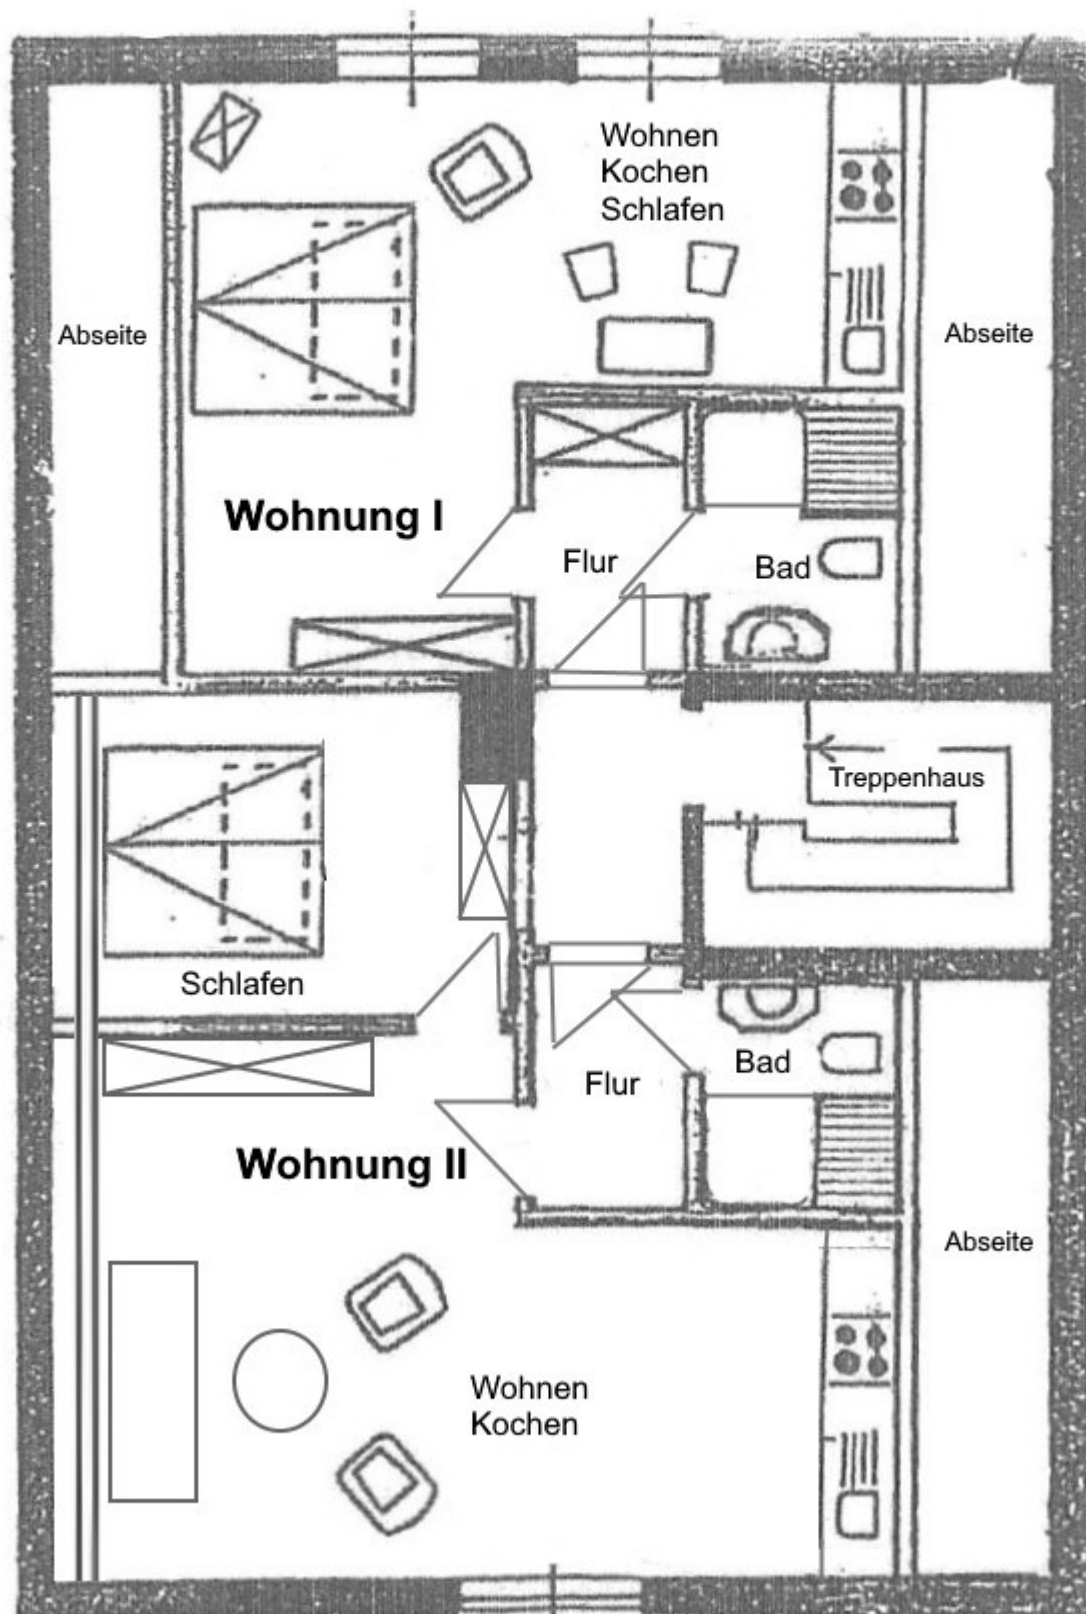 Wohnen
Kochen
Schlafen
Abseite
Abseite
Wohnung I
Flur
Bad
Treppenhaus
Schlafen
Bad
Flur
Wohnung II
Abseite
Wohnen
Kochen